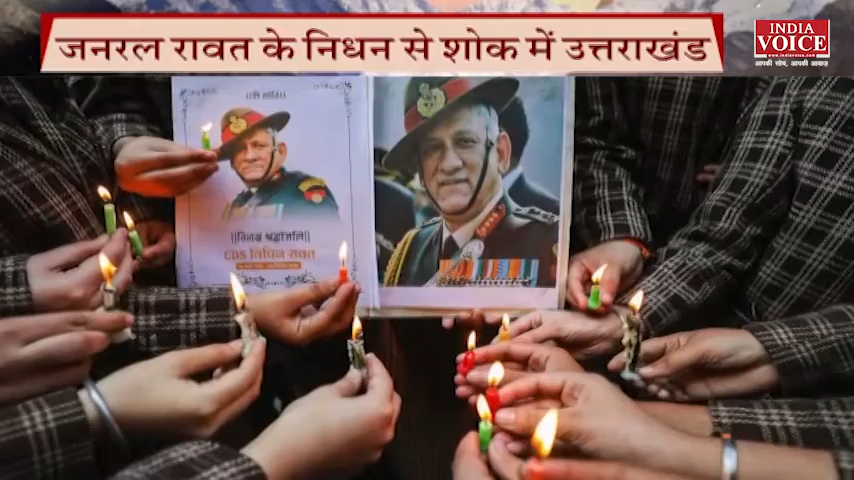 जनरल रावत के निधन से शोक में उत्तराखंड
INDIA
VOICE
आपकी सोच, आपकी आवाज़
||विनम्र श्रद्धांजलि||
CDS विपिन रावत